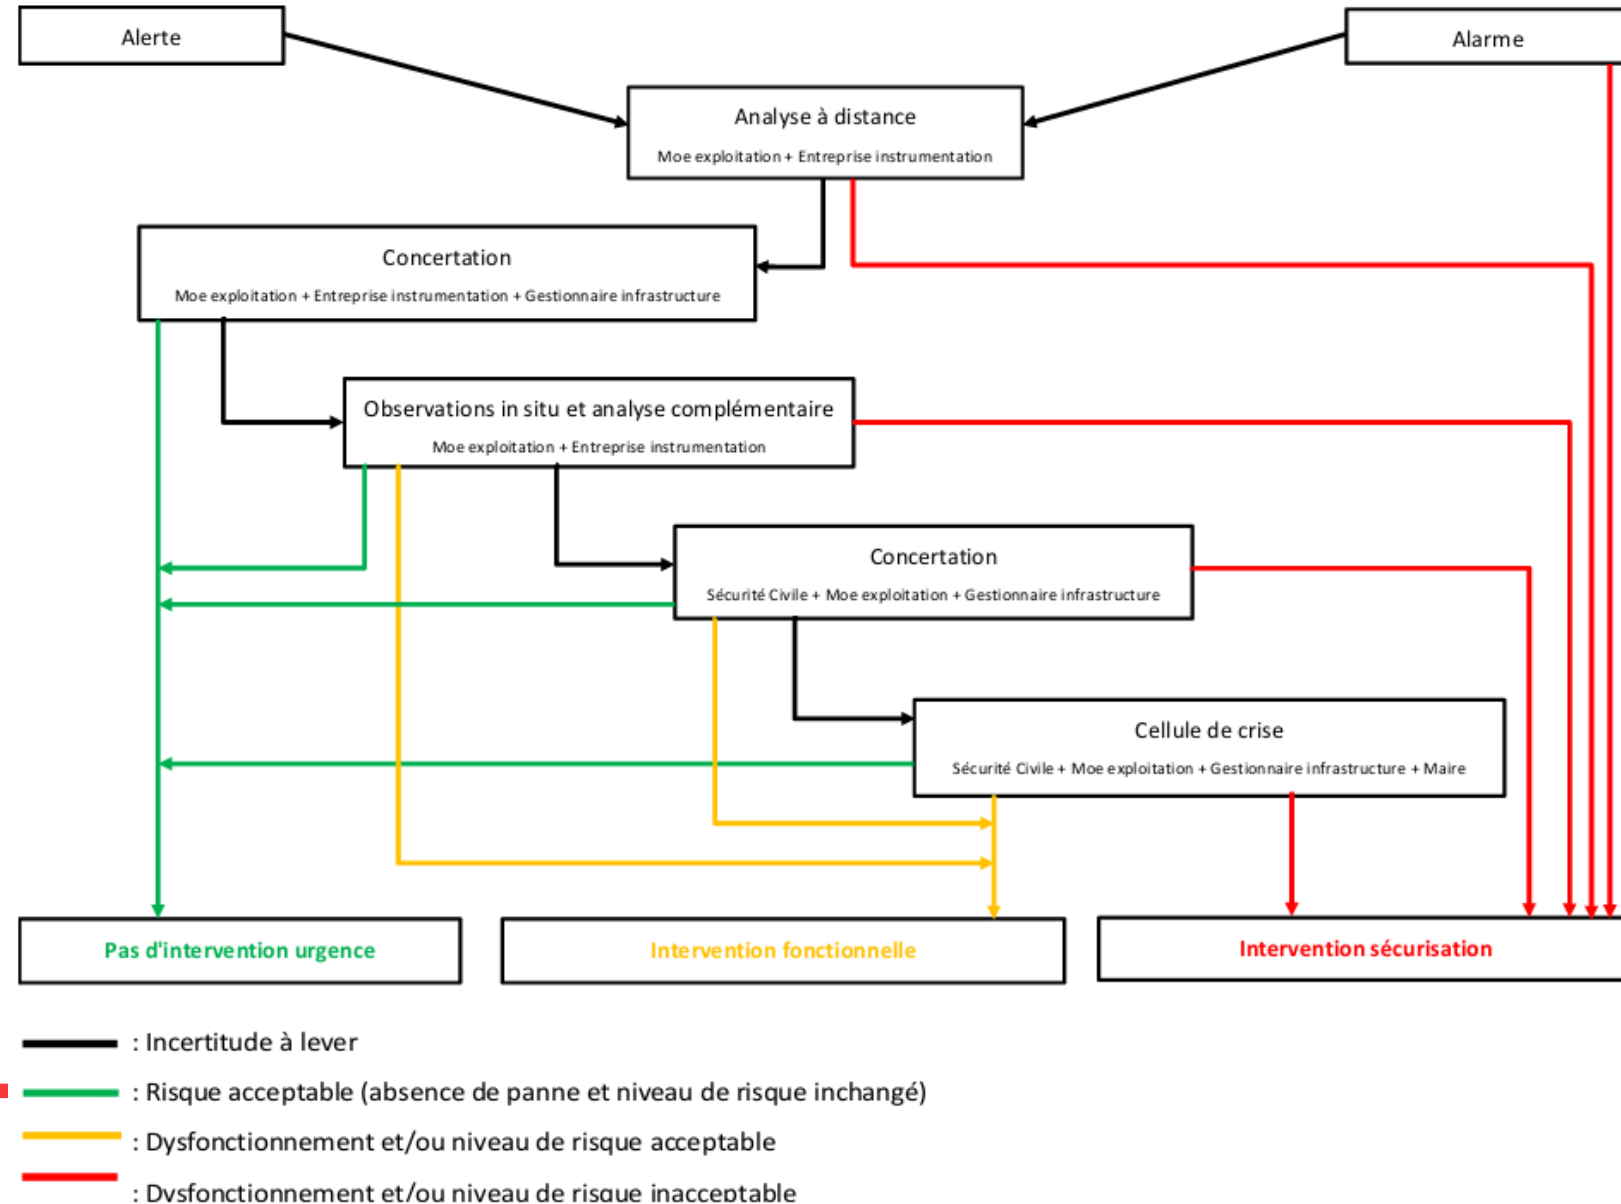 Alerte
Alarme
Analyse à distance
Moe exploitation + Entreprise instrumentation
Concertation
Moe exploitation + Entreprise instrumentation + Gestionnaire infrastructure
Observations in situ et analyse complémentaire
Moe exploitation + Entreprise instrumentation
Concertation
Sécurité Civile + Moe exploitation + Gestionnaire infrastructure
Cellule de crise
Sécurité Civile + Moe exploitation + Gestionnaire infrastructure + Maire
Pas d'intervention urgence
Intervention fonctionnelle
Intervention sécurisation
: Incertitude à lever
: Risque acceptable (absence de panne et niveau de risque inchangé)
: Dysfonctionnement et/ou niveau de risque acceptable
: Dysfonctionnement et/ou niveau de risque inacceptable